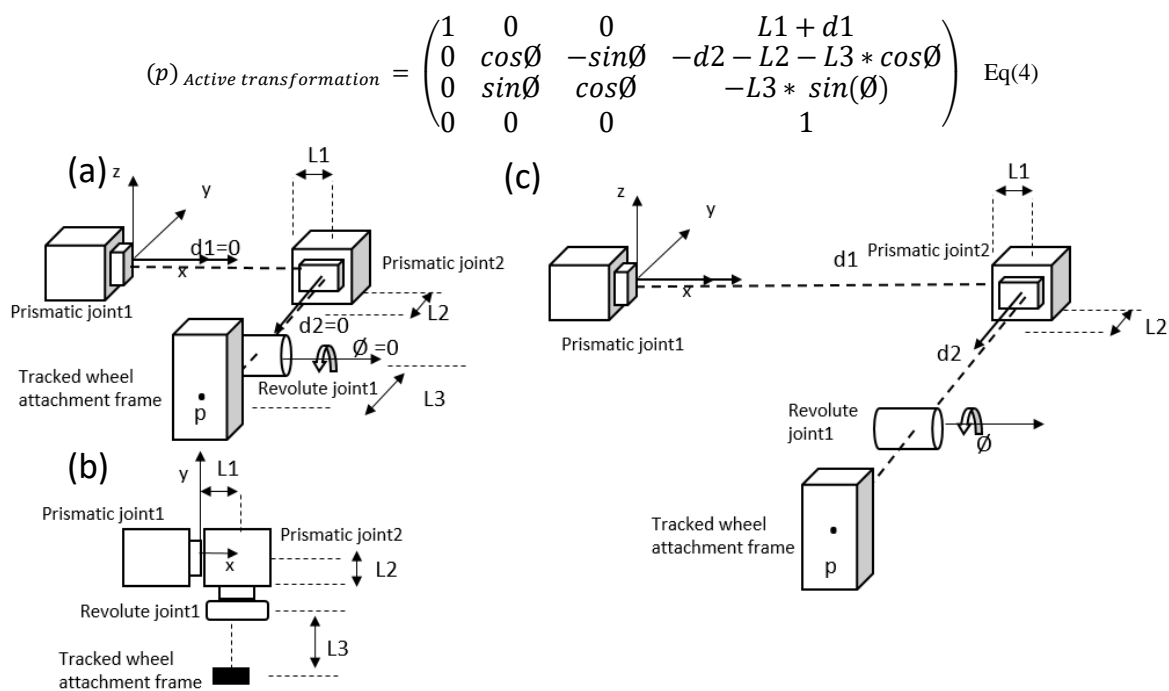 (p) Active transformation = ( 1 0 0 L1 + d1
0 cosØ −sinØ −d2 − L2 − L3 * cosØ
0 sinØ cosØ −L3 * sin(Ø)
0 0 0 1 ) Eq(4)
(a)
z
y
L1
d1=0
x
Prismatic joint2
Prismatic joint1
L2
d2=0
Ø =0
Tracked wheel
attachment frame
Revolute joint1
p
L3
(b)
y
L1
Prismatic joint1
Prismatic joint2
x
L2
Revolute joint1
L3
Tracked wheel
attachment frame
(c)
L1
z
y
Prismatic joint2
d1
x
Prismatic joint1
L2
d2
Revolute
joint1
Ø
Tracked wheel
attachment frame
p